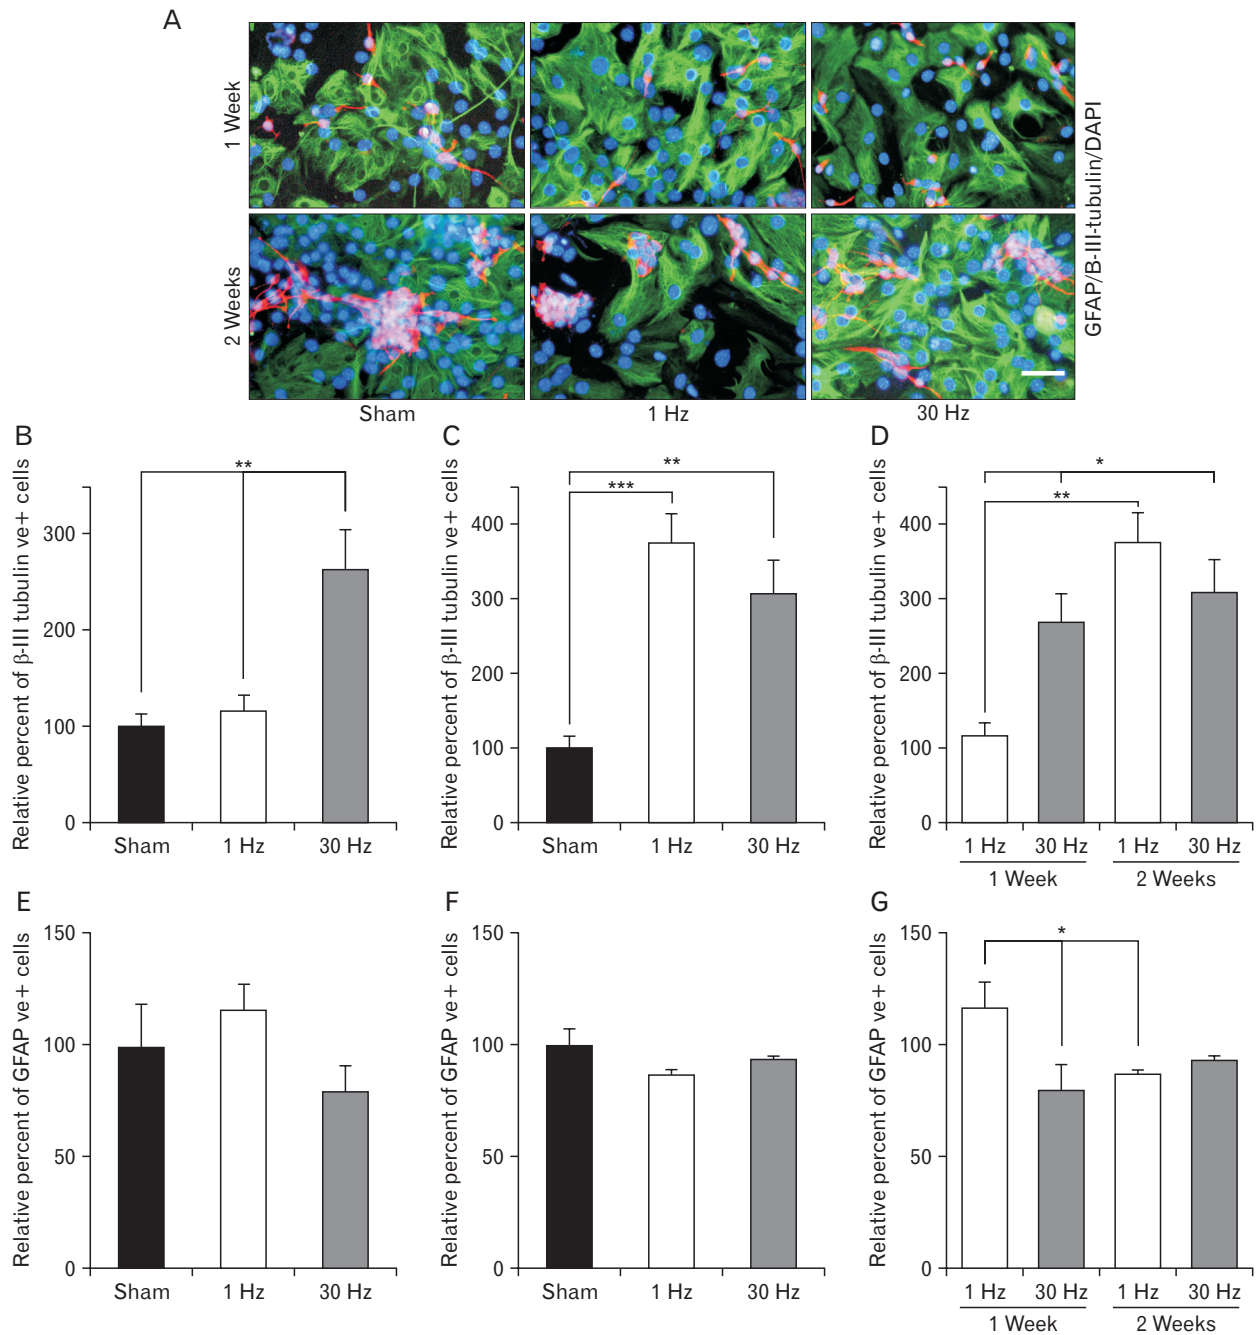 A
1 Week
2 Weeks
GFAP/B-III-tubulin/DAPI
Sham 1 Hz 30 Hz
B
**
Relative percent of β-III tubulin ve+ cells
300
200
100
0
Sham 1 Hz 30 Hz
C
**
***
Relative percent of β-III tubulin ve+ cells
400
300
200
100
0
Sham 1 Hz 30 Hz
D
*
**
Relative percent of β-III tubulin ve+ cells
400
300
200
100
0
1 Hz 30 Hz 1 Hz 30 Hz
1 Week 2 Weeks
E
Relative percent of GFAP ve+ cells
150
100
50
0
Sham 1 Hz 30 Hz
F
Relative percent of GFAP ve+ cells
150
100
50
0
Sham 1 Hz 30 Hz
G
*
Relative percent of GFAP ve+ cells
150
100
50
0
1 Hz 30 Hz 1 Hz 30 Hz
1 Week 2 Weeks